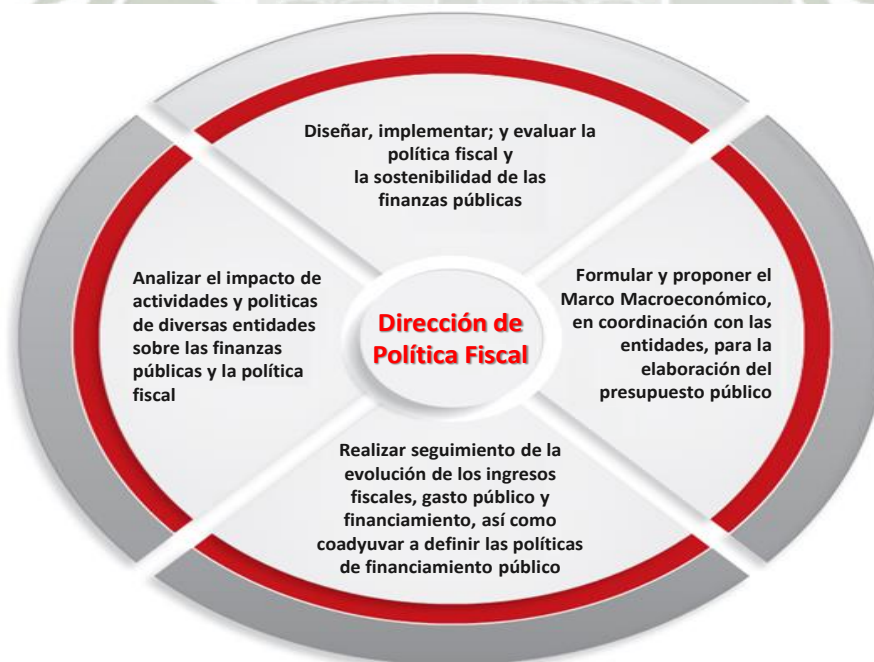 Diseñar, implementar; y evaluar la
política fiscal y
la sostenibilidad de las
finanzas públicas
Analizar el impacto de
actividades y politicas
de diversas entidades
sobre las finanzas
públicas y la política
fiscal
Dirección de
Política Fiscal
Formular y proponer el
Marco Macroeconómico,
en coordinación con las
entidades, para la
elaboración del
presupuesto público
Realizar seguimiento de la
evolución de los ingresos
fiscales, gasto público y
financiamiento, así como
coadyuvar a definir las políticas
de financiamiento público